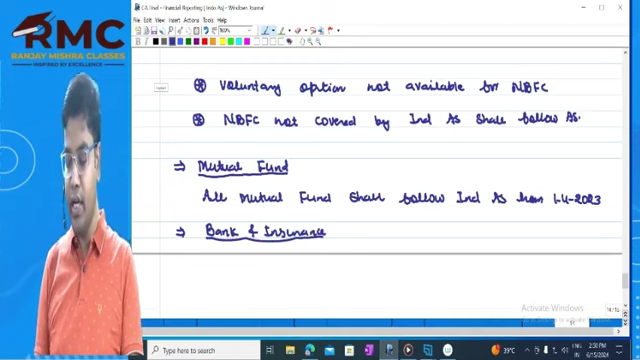 CA Final - Financial Reporting (Ind As) - Windows Journal
File Edit View Insert Actions Tools Help
RMC
RANJAY MISHRA CLASSES
INSPIRED BY EXCELLENCE
Voluntary option not available for NBFC
NBFC not covered by Ind As shall follow As.
⇒ Mutual Fund
All Mutual Fund Shall follow Ind As from 1-4-2023
⇒ Bank & Insurance
Activate Windows
Type here to search
39°C
ENG
IN
2:50 PM
6/15/2024